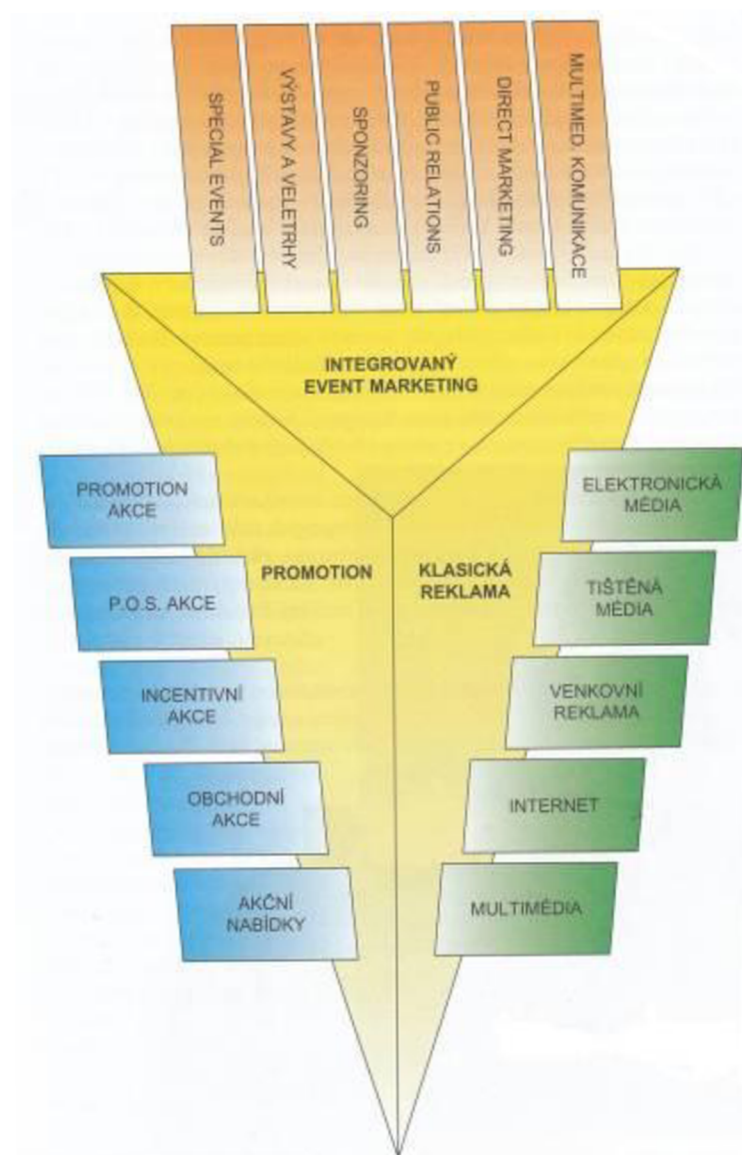 SPECIAL EVENTS
VÝSTAVY A VELETRHY
SPONZORING
PUBLIC RELATIONS
DIRECT MARKETING
MULTIMED. KOMUNIKACE
INTEGROVANÝ
EVENT MARKETING
PROMOTION
AKCE
P.O.S. AKCE
INCENTIVNÍ
AKCE
OBCHODNÍ
AKCE
AKČNÍ
NABÍDKY
PROMOTION
KLASICKÁ
REKLAMA
ELEKTRONICKÁ
MÉDIA
TIŠTĚNÁ
MÉDIA
VENKOVNÍ
REKLAMA
INTERNET
MULTIMÉDIA